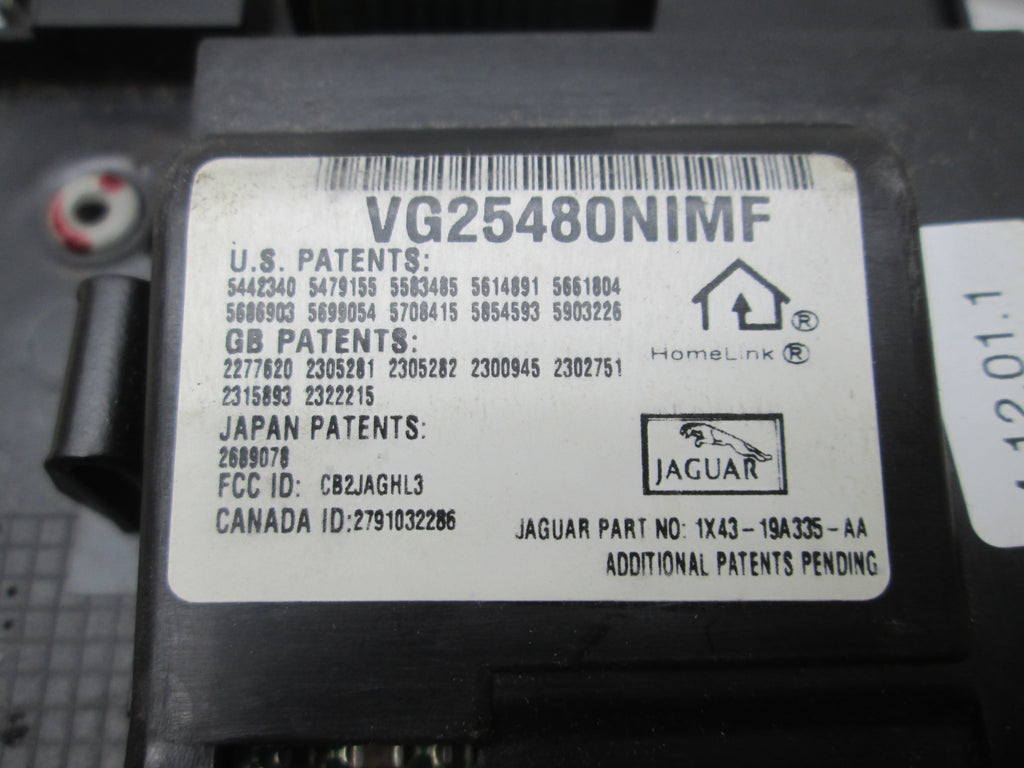 VG25480NIMF
U.S. PATENTS:
5442340 5479155 5583485 5614891 5661804
5686903 5699054 5708415 5854593 5903226
GB PATENTS:
2277620 2305281 2305282 2300945 2302751
2315893 2322215
HomeLink ®
®
JAPAN PATENTS:
2689078
FCC ID: CB2JAGHL3
CANADA ID:2791032286
JAGUAR
JAGUAR PART NO: 1X43-19A335-AA
ADDITIONAL PATENTS PENDING
12 01.1